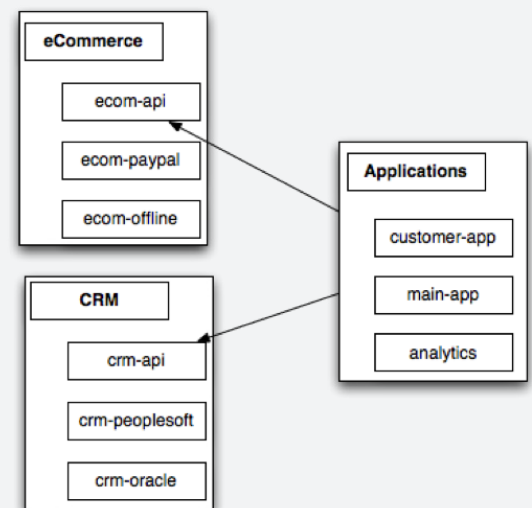 eCommerce
ecom-api
ecom-paypal
ecom-offline
CRM
crm-api
crm-peoplesoft
crm-oracle
Applications
customer-app
main-app
analytics